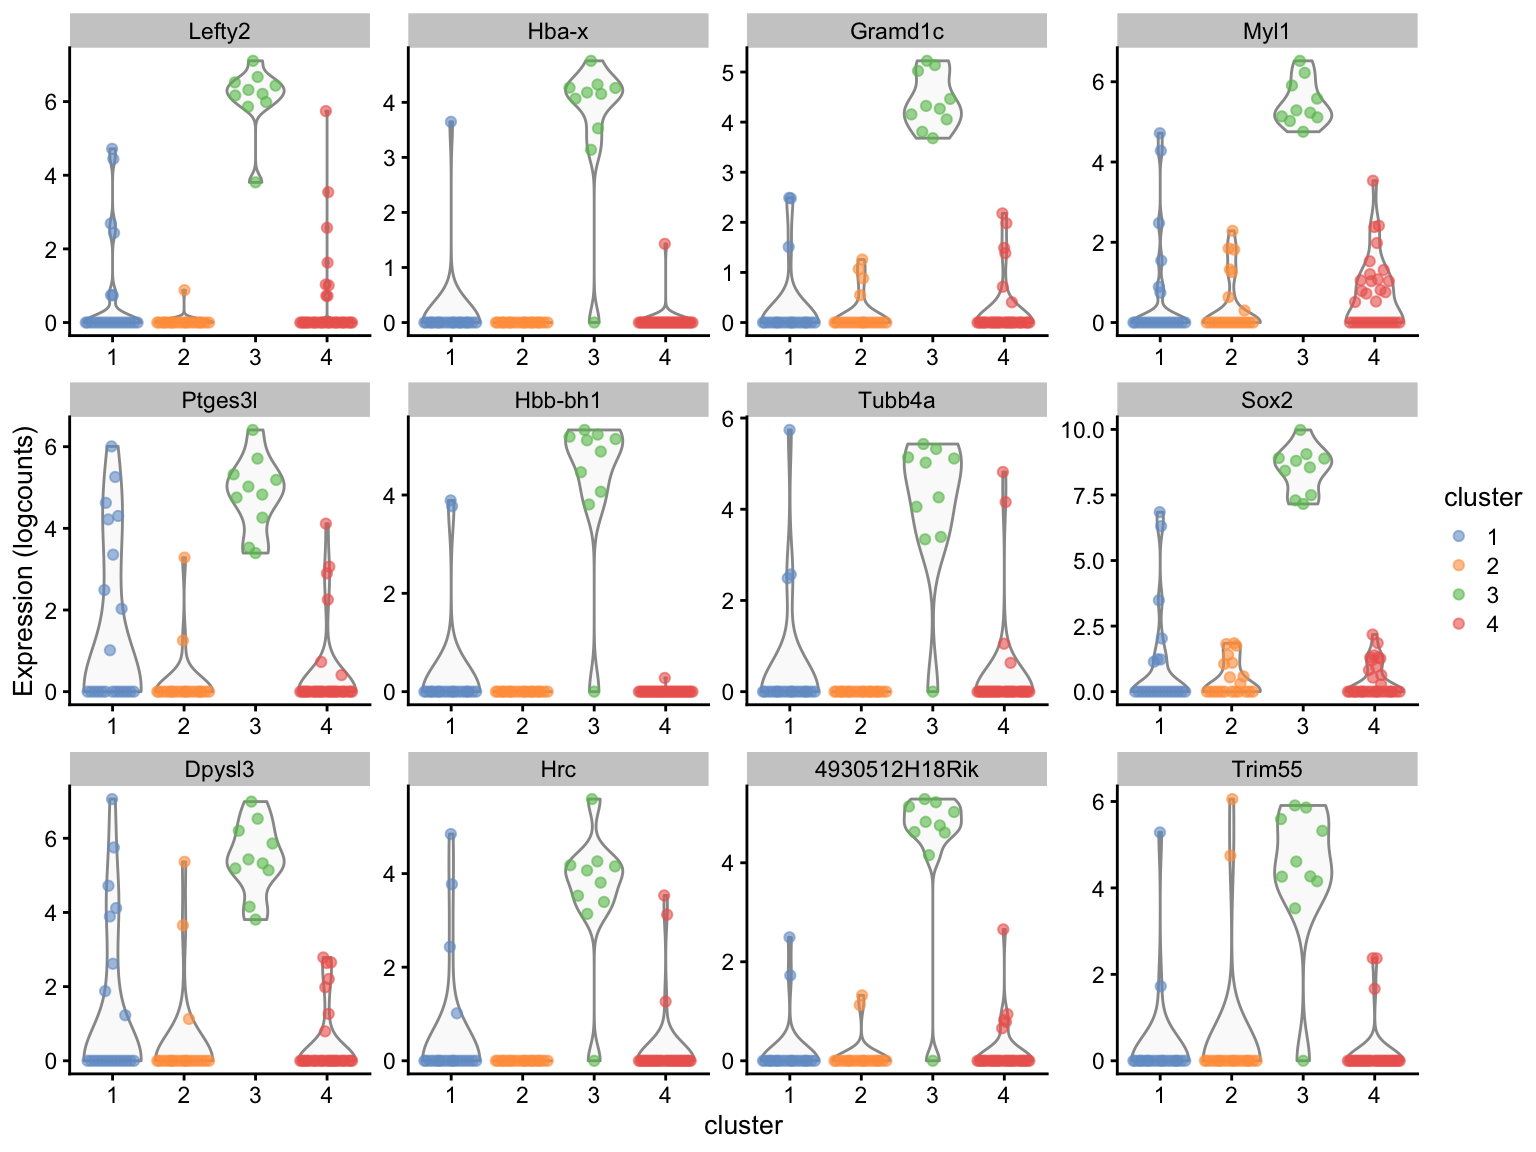 Lefty2 Hba-x Gramd1c Myl1
6 4 2 0
4 3 2 1 0
5 4 3 2 1 0
6 4 2 0
1 2 3 4 1 2 3 4 1 2 3 4 1 2 3 4
Ptges3l Hbb-bh1 Tubb4a Sox2
Expression (logcounts)
6 4 2 0
4 2 0
6 4 2 0
10.0 7.5 5.0 2.5 0.0
1 2 3 4 1 2 3 4 1 2 3 4 1 2 3 4
Dpysl3 Hrc 4930512H18Rik Trim55
6 4 2 0
4 2 0
4 2 0
6 4 2 0
1 2 3 4 1 2 3 4 1 2 3 4 1 2 3 4
cluster
cluster
1
2
3
4